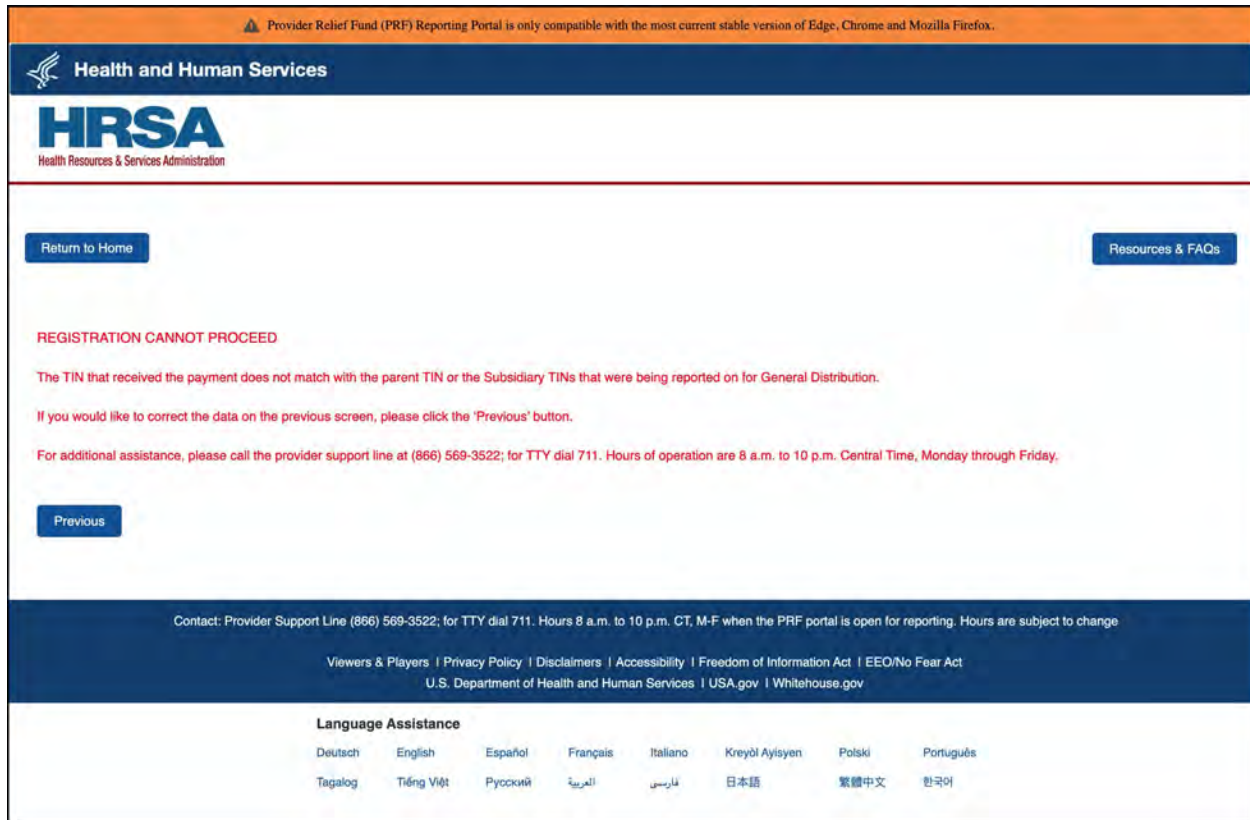 Provider Relief Fund (PRF) Reporting Portal is only compatible with the most current stable version of Edge, Chrome and Mozilla Firefox.
Health and Human Services
HRSA
Health Resources & Services Administration
Return to Home
Resources & FAQs
REGISTRATION CANNOT PROCEED
The TIN that received the payment does not match with the parent TIN or the Subsidiary TINs that were being reported on for General Distribution.
If you would like to correct the data on the previous screen, please click the ‘Previous’ button.
For additional assistance, please call the provider support line at (866) 569-3522; for TTY dial 711. Hours of operation are 8 a.m. to 10 p.m. Central Time, Monday through Friday.
Previous
Contact: Provider Support Line (866) 569-3522; for TTY dial 711. Hours 8 a.m. to 10 p.m. CT, M-F when the PRF portal is open for reporting. Hours are subject to change
Viewers & Players | Privacy Policy | Disclaimers | Accessibility | Freedom of Information Act | EEO/No Fear Act
U.S. Department of Health and Human Services | USA.gov | Whitehouse.gov
Language Assistance
Deutsch English Español Français Italiano Kreyòl Ayisyen Polski Português
Tagalog Tiếng Việt Русский العربية فارسی 日本語 繁體中文 한국어